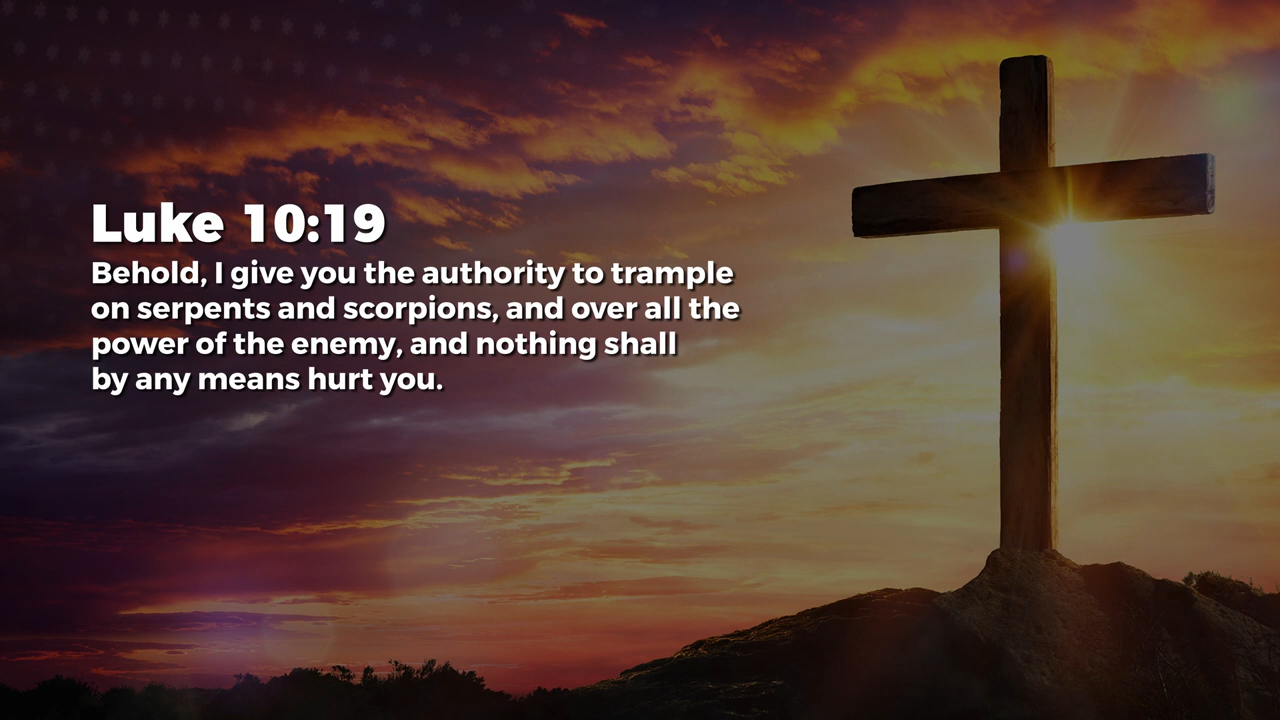 Luke 10:19
Behold, I give you the authority to trample
on serpents and scorpions, and over all the
power of the enemy, and nothing shall
by any means hurt you.